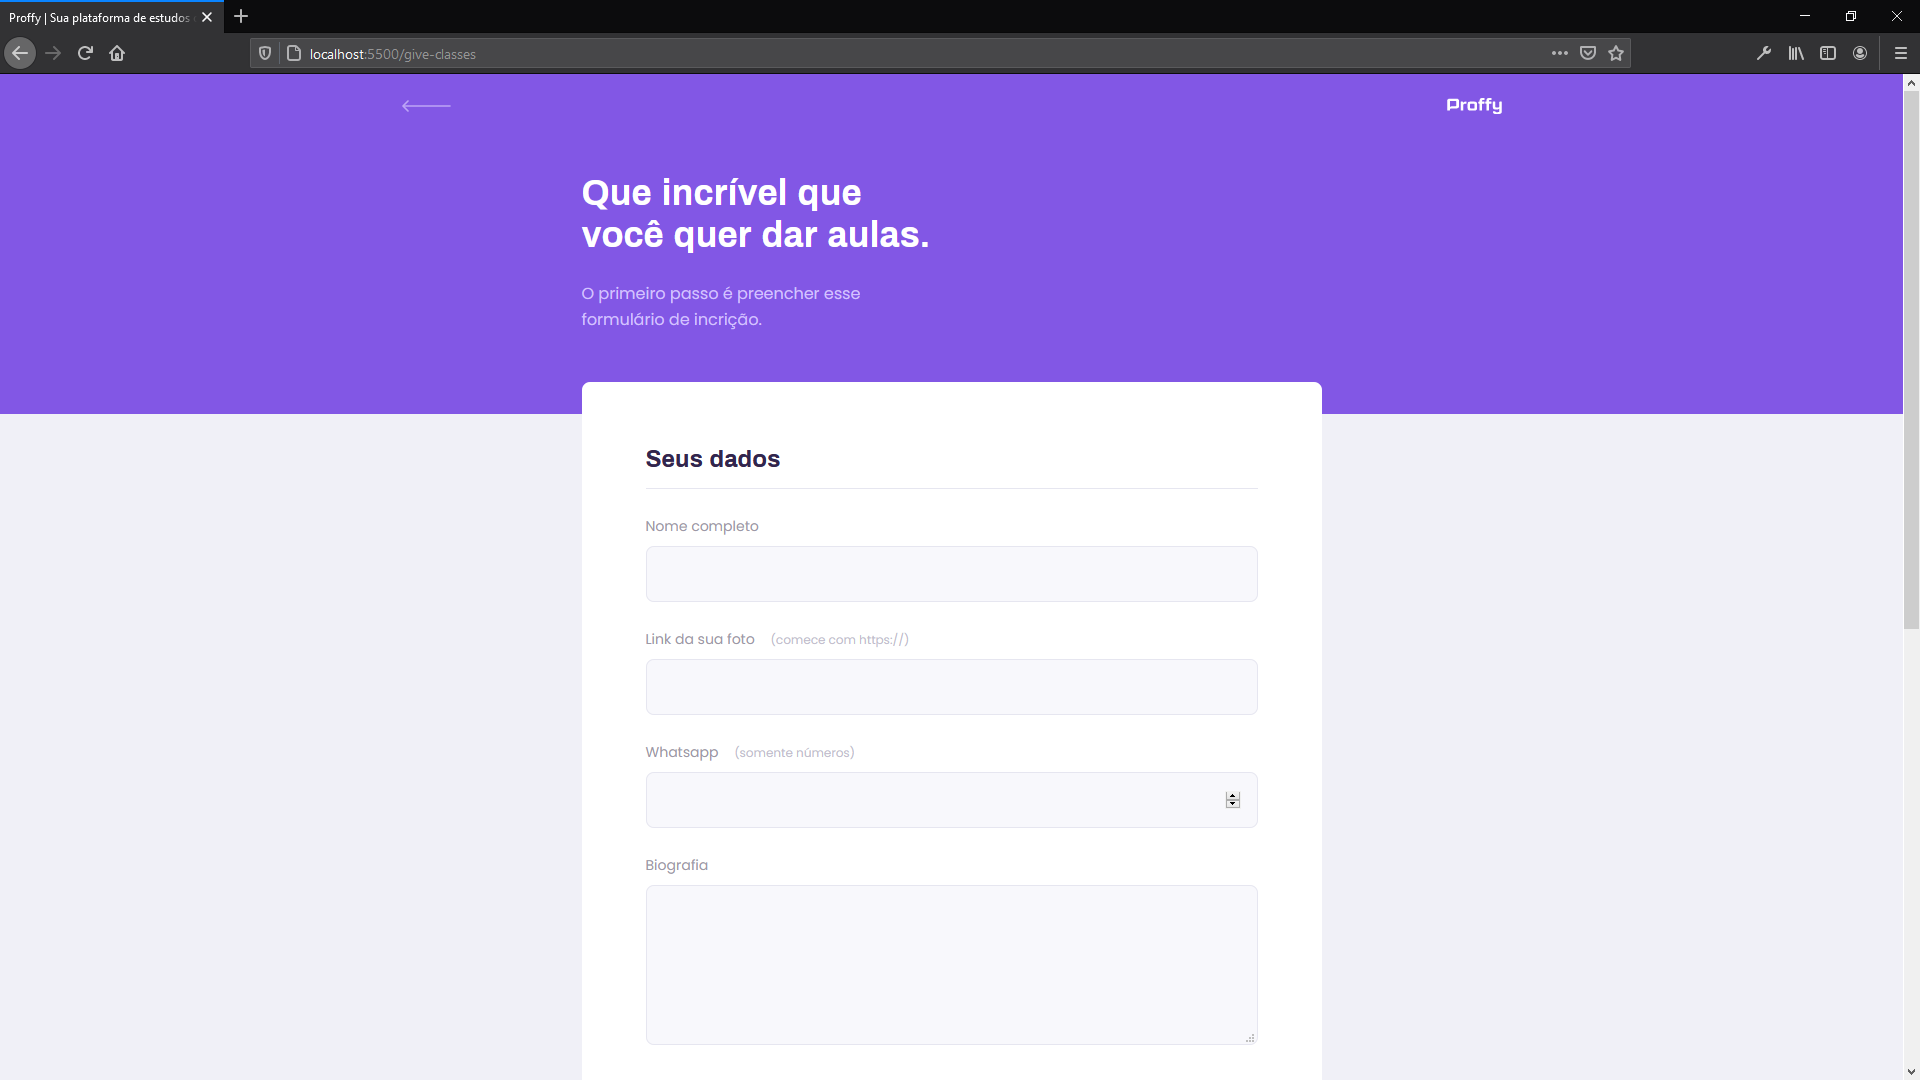 Proffy | Sua plataforma de estudos
localhost:5500/give-classes
Proffy
Que incrível que
você quer dar aulas.
O primeiro passo é preencher esse
formulário de incrição.
Seus dados
Nome completo
Link da sua foto (comece com https://)
Whatsapp (somente números)
Biografia